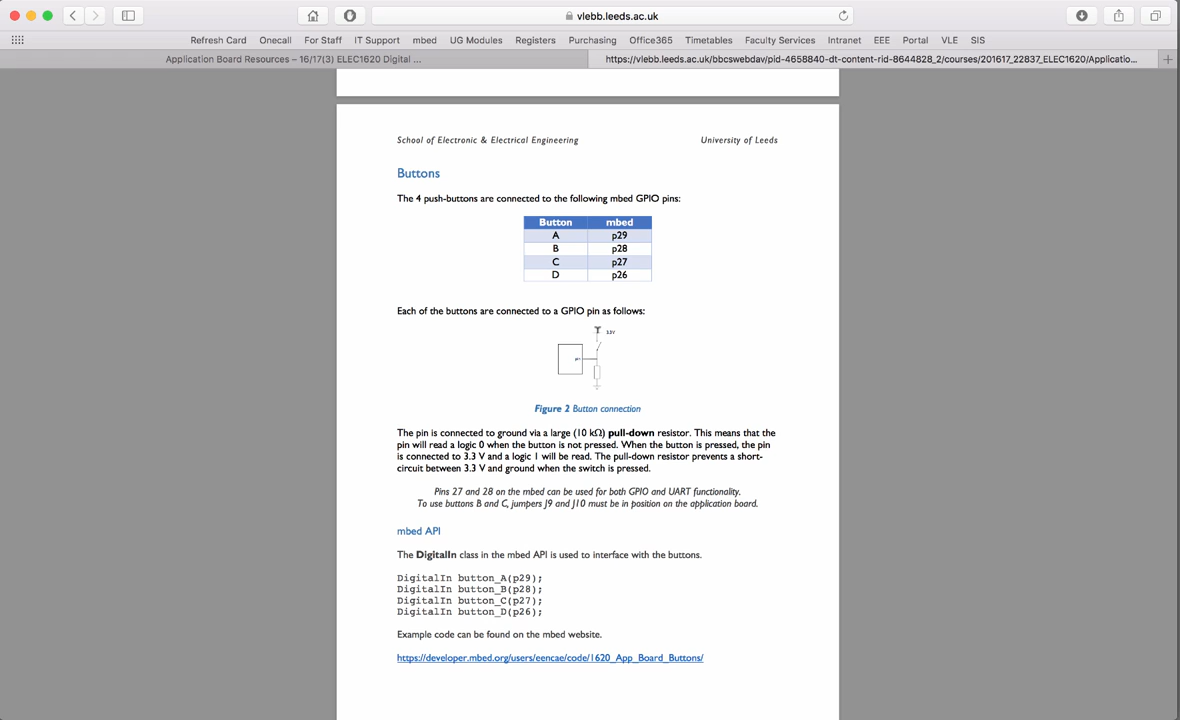 vlebb.leeds.ac.uk
Refresh Card Onecall For Staff IT Support mbed UG Modules Registers Purchasing Office365 Timetables Faculty Services Intranet EEE Portal VLE SIS
Application Board Resources – 16/17(3) ELEC1620 Digital ...
https://vlebb.leeds.ac.uk/bbcswebdav/pid-4658840-dt-content-rid-8644828_2/courses/201617_22837_ELEC1620/Applicatio...
School of Electronic & Electrical Engineering University of Leeds
Buttons
The 4 push-buttons are connected to the following mbed GPIO pins:
Button mbed
A p29
B p28
C p27
D p26
Each of the buttons are connected to a GPIO pin as follows:
3.3V
Figure 2 Button connection
The pin is connected to ground via a large (10 kΩ) pull-down resistor. This means that the
pin will read a logic 0 when the button is not pressed. When the button is pressed, the pin
is connected to 3.3 V and a logic 1 will be read. The pull-down resistor prevents a short-
circuit between 3.3 V and ground when the switch is pressed.
Pins 27 and 28 on the mbed can be used for both GPIO and UART functionality.
To use buttons B and C, jumpers J9 and J10 must be in position on the application board.
mbed API
The DigitalIn class in the mbed API is used to interface with the buttons.
DigitalIn button_A(p29);
DigitalIn button_B(p28);
DigitalIn button_C(p27);
DigitalIn button_D(p26);
Example code can be found on the mbed website.
https://developer.mbed.org/users/eencae/code/1620_App_Board_Buttons/